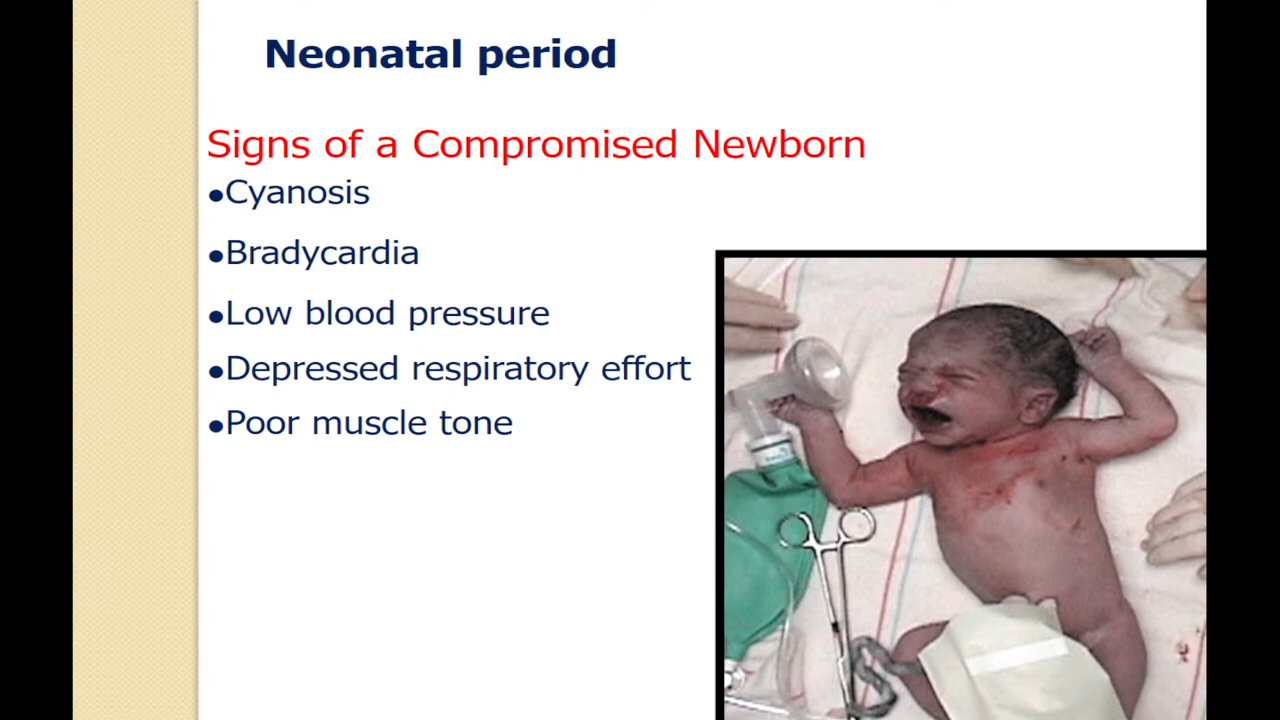 Neonatal period
Signs of a Compromised Newborn
●Cyanosis
●Bradycardia
●Low blood pressure
●Depressed respiratory effort
●Poor muscle tone